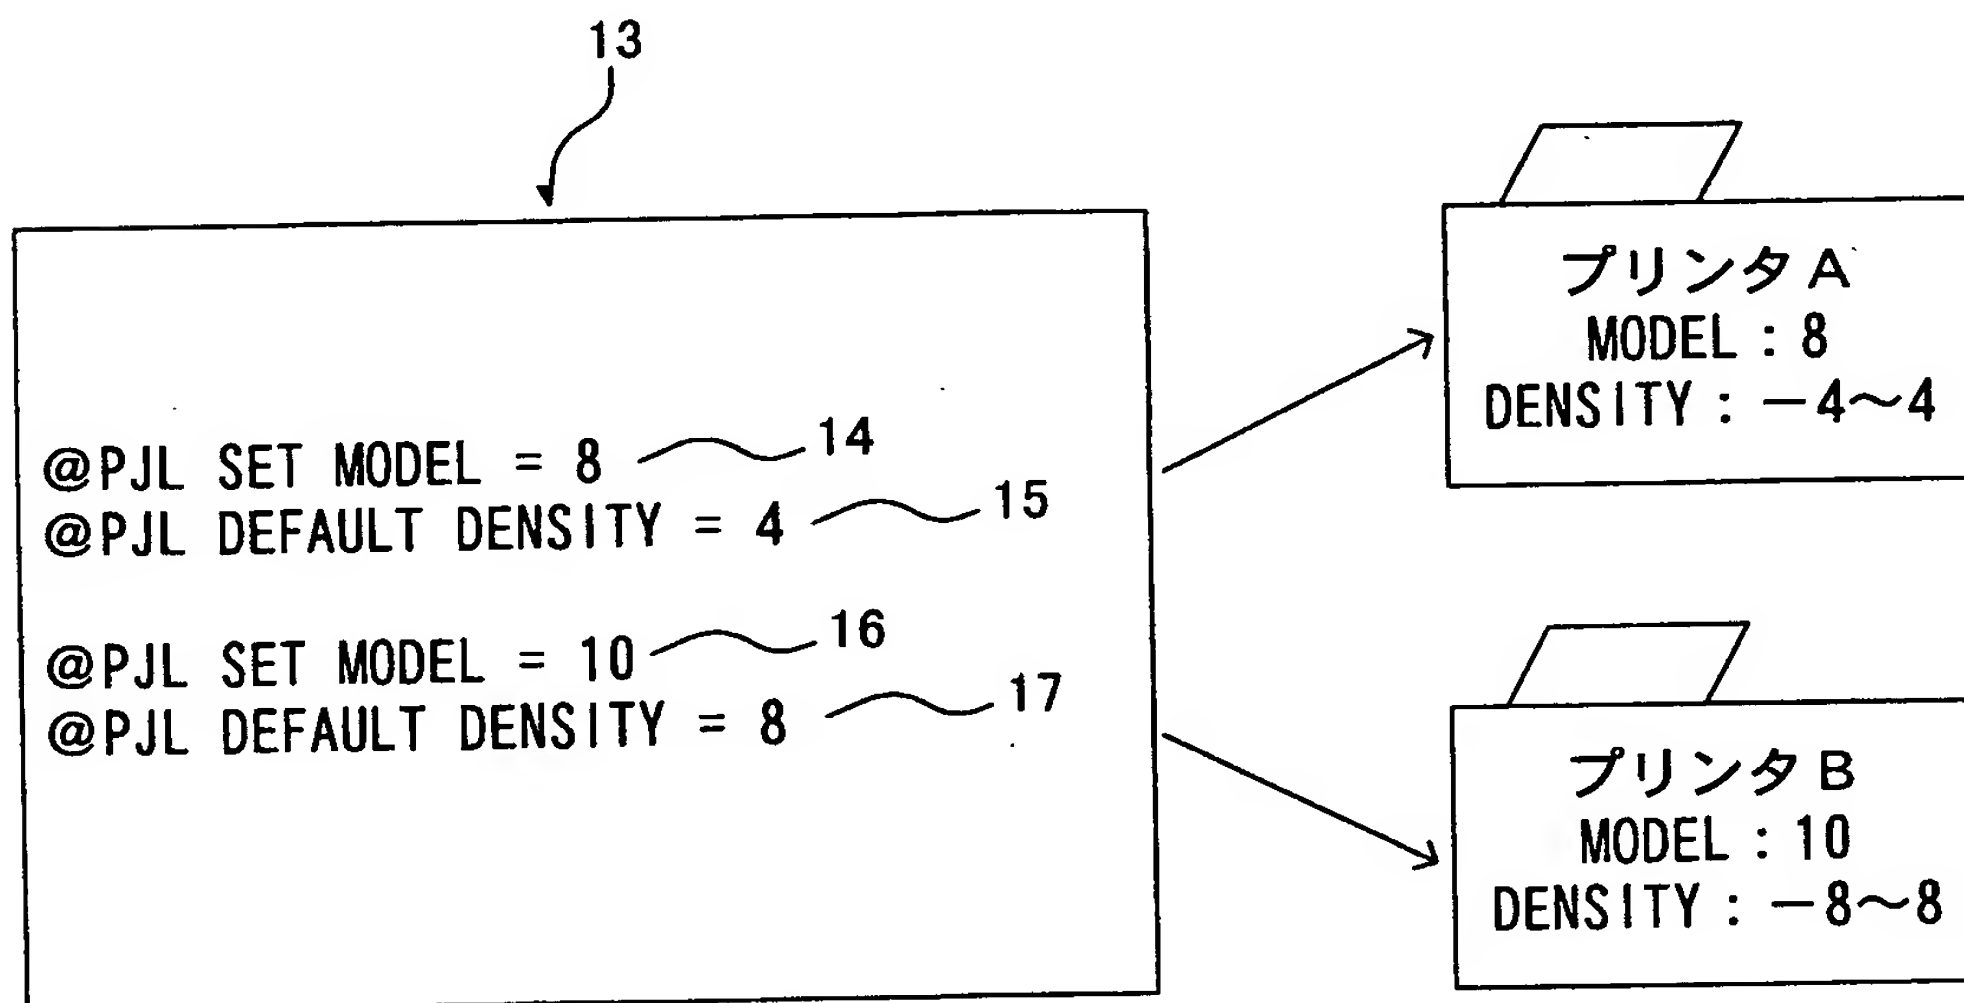 13
@PJL SET MODEL = 8 14
@PJL DEFAULT DENSITY = 4 15
@PJL SET MODEL = 10 16
@PJL DEFAULT DENSITY = 8 17
プリンタA
MODEL : 8
DENSITY : −4～4
プリンタB
MODEL : 10
DENSITY : −8～8